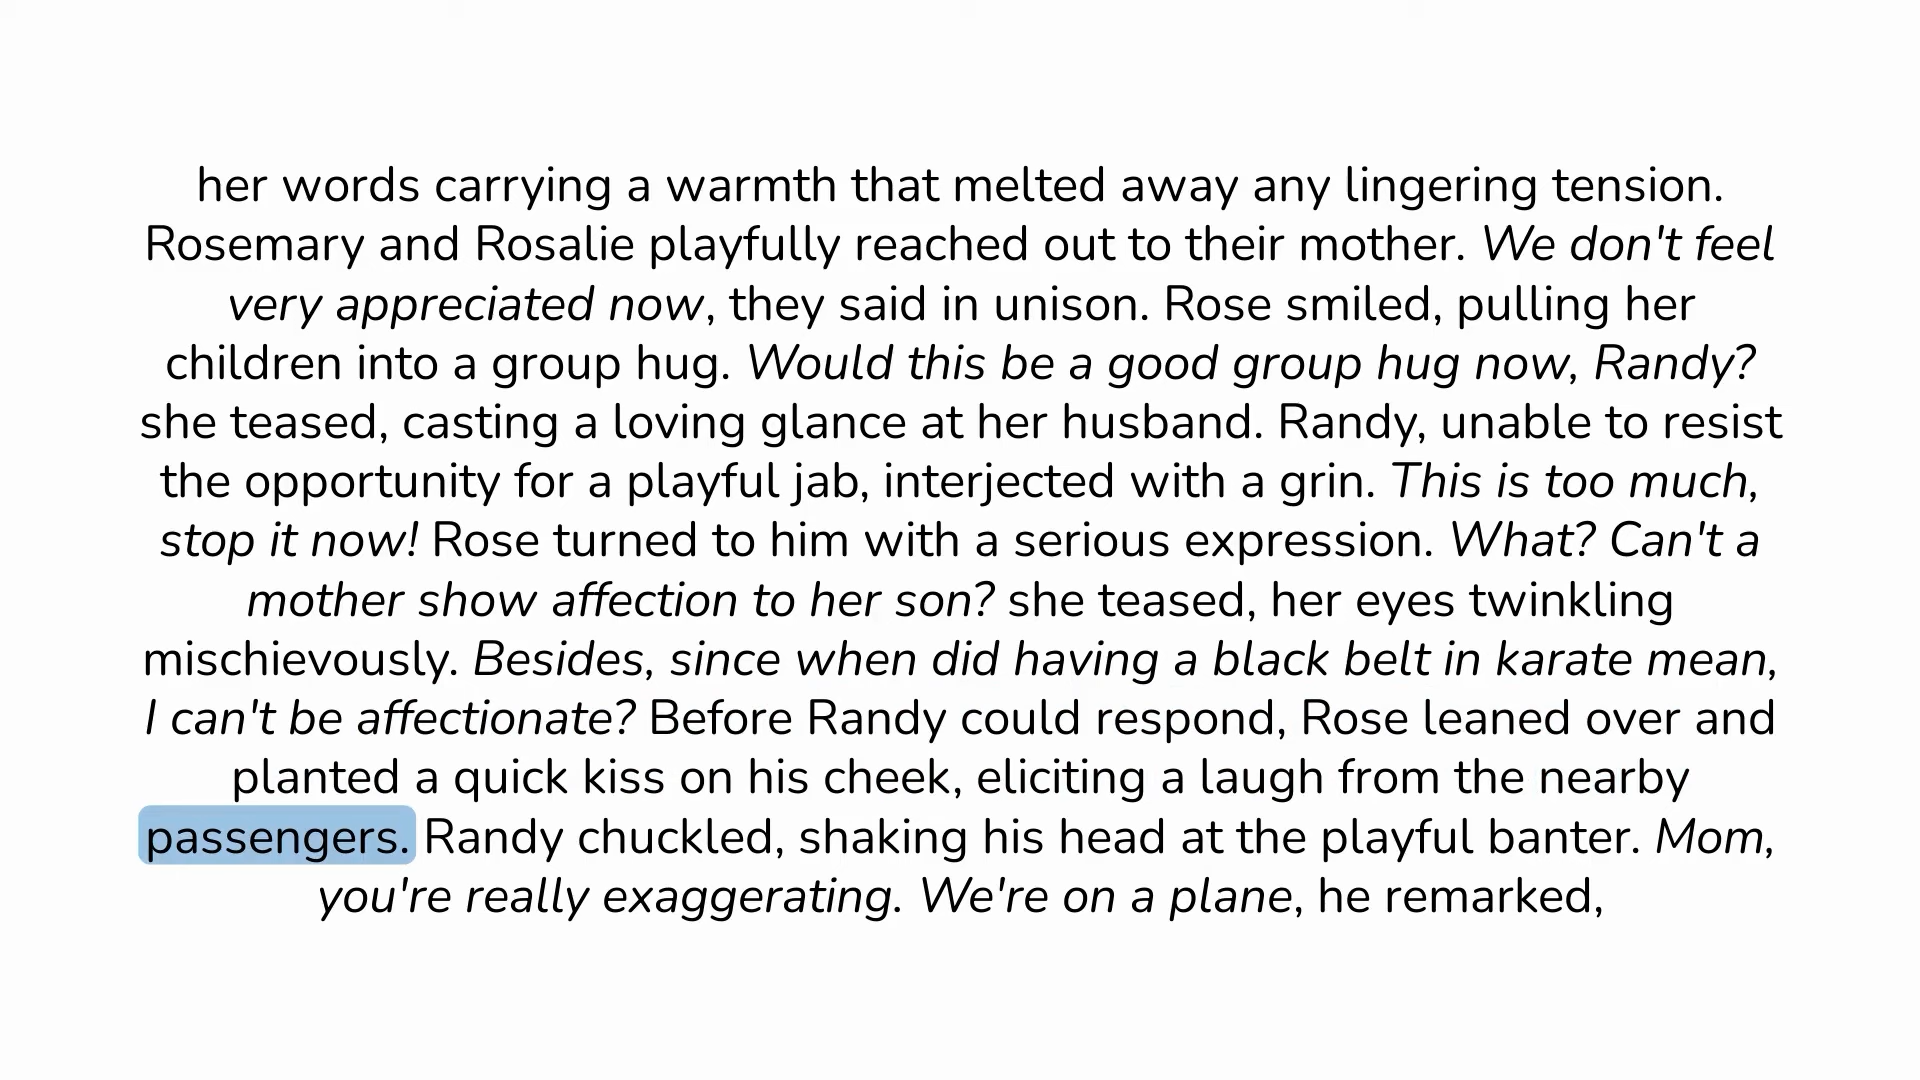 her words carrying a warmth that melted away any lingering tension.
Rosemary and Rosalie playfully reached out to their mother. We don't feel
very appreciated now, they said in unison. Rose smiled, pulling her
children into a group hug. Would this be a good group hug now, Randy?
she teased, casting a loving glance at her husband. Randy, unable to resist
the opportunity for a playful jab, interjected with a grin. This is too much,
stop it now! Rose turned to him with a serious expression. What? Can't a
mother show affection to her son? she teased, her eyes twinkling
mischievously. Besides, since when did having a black belt in karate mean,
I can't be affectionate? Before Randy could respond, Rose leaned over and
planted a quick kiss on his cheek, eliciting a laugh from the nearby
passengers. Randy chuckled, shaking his head at the playful banter. Mom,
you're really exaggerating. We're on a plane, he remarked,